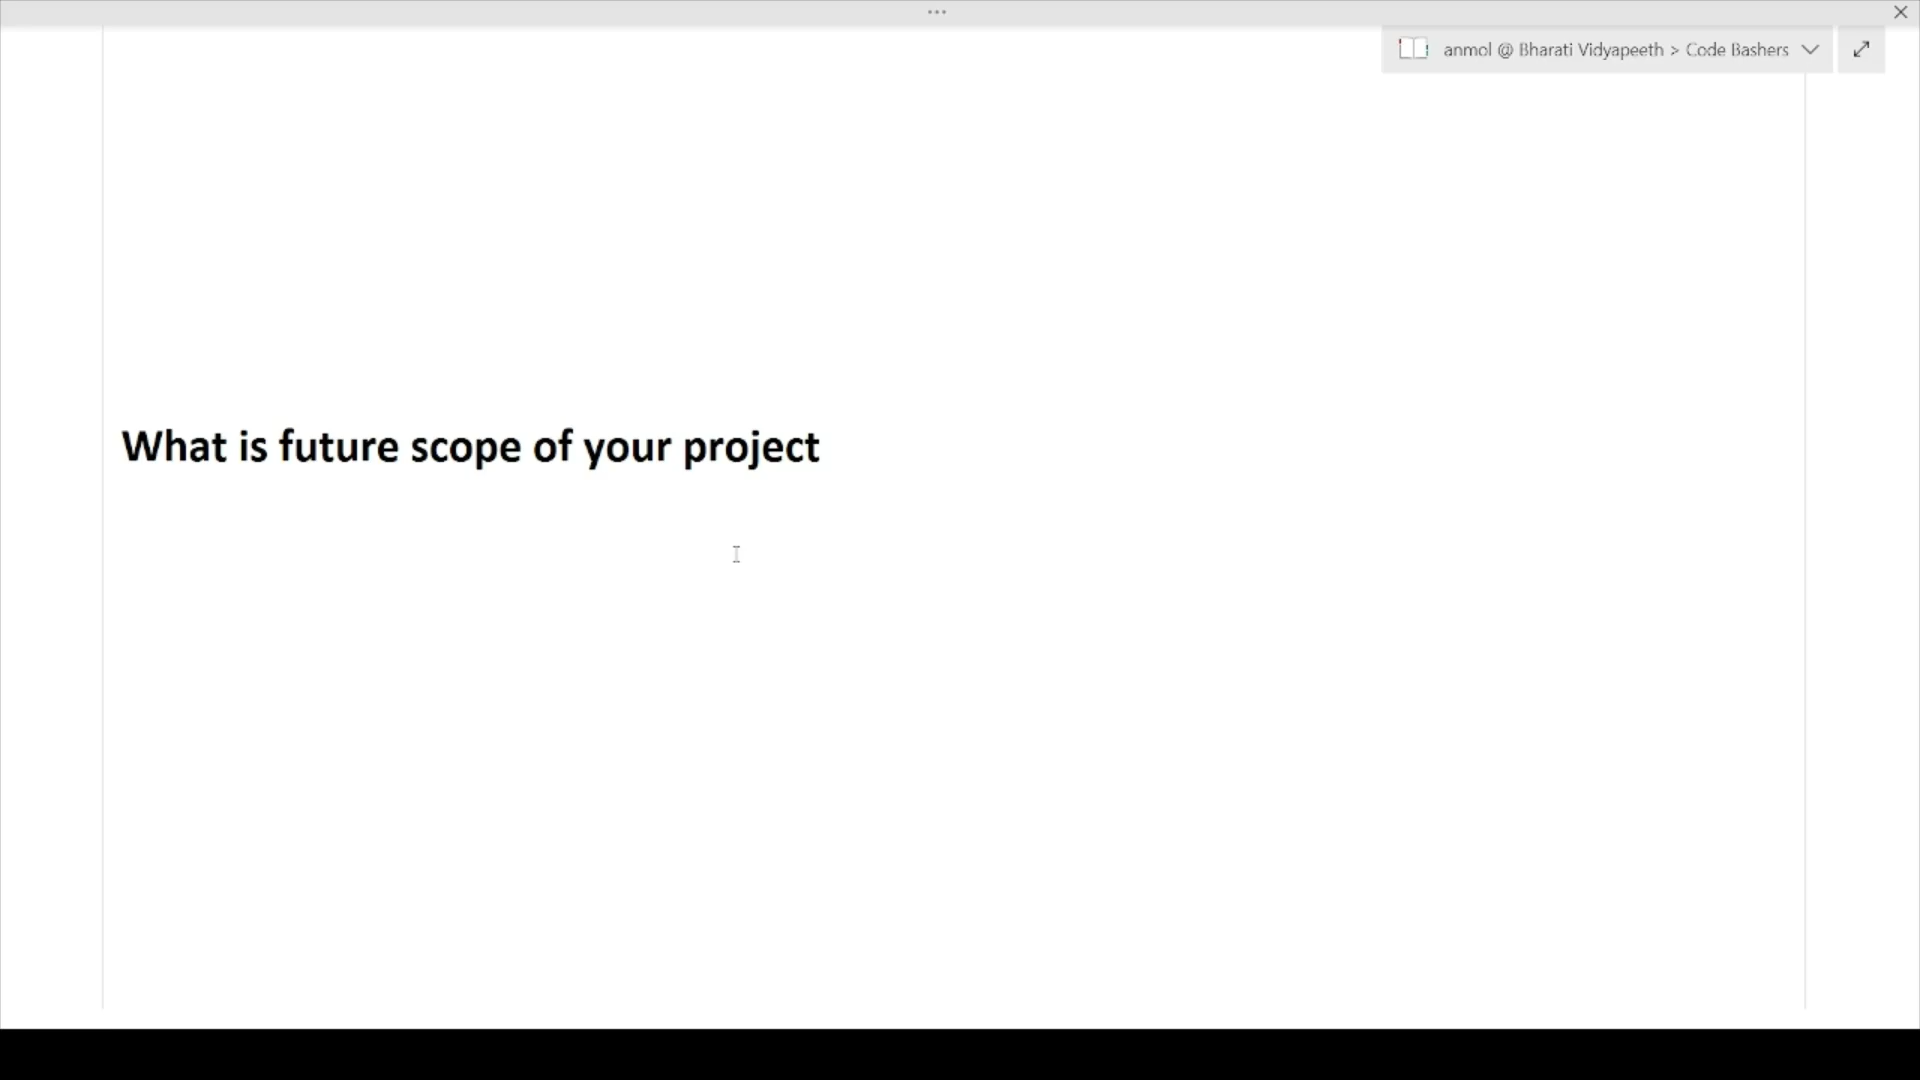 anmol @ Bharati Vidyapeeth > Code Bashers
What is future scope of your project